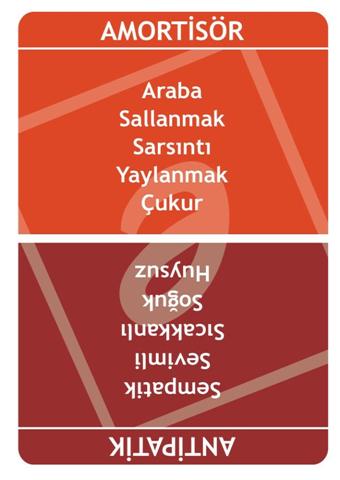 AMORTİSÖR
Araba
Sallanmak
Sarsıntı
Yaylanmak
Çukur
ANTİPATİK
Sempatik
Sevimli
Sıcakkanlı
Soğuk
Huysuz